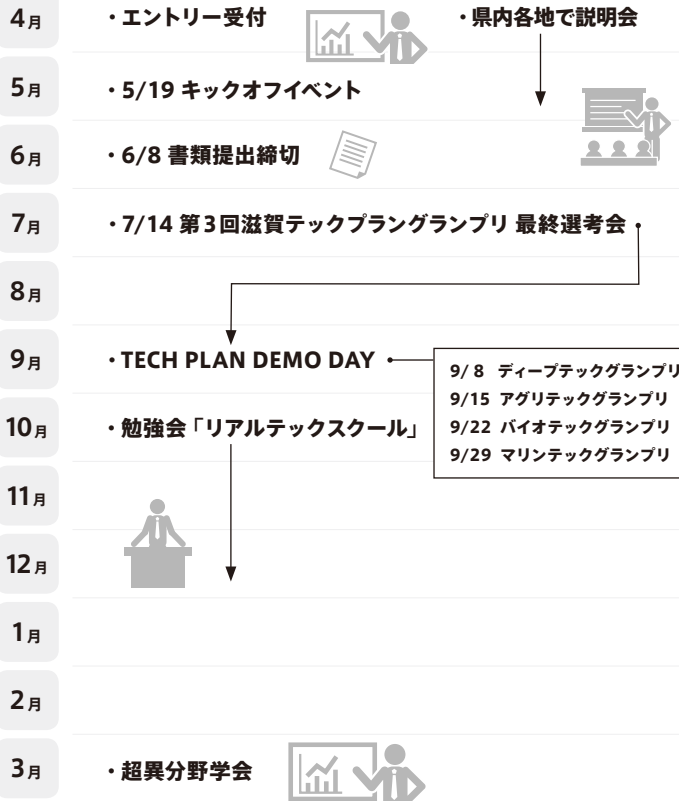 4月
・エントリー受付
・県内各地で説明会
5月
・5/19 キックオフイベント
6月
・6/8 書類提出締切
7月
・7/14 第3回滋賀テックプラングランプリ 最終選考会
8月
9月
・TECH PLAN DEMO DAY
9/ 8 ディープテックグランプリ
9/15 アグリテックグランプリ
9/22 バイオテックグランプリ
9/29 マリンテックグランプリ
10月
・勉強会「リアルテックスクール」
11月
12月
1月
2月
3月
・超異分野学会